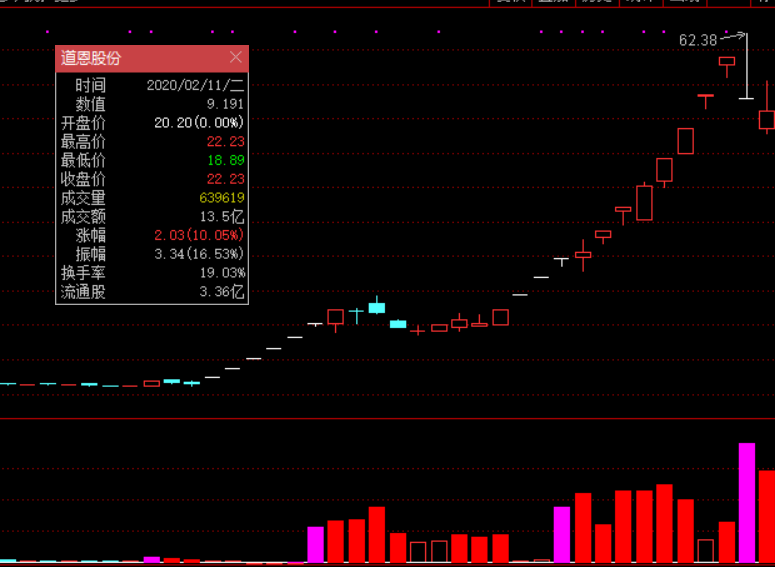 62.38
道恩股份
时间 2020/02/11/二
数值 9.191
开盘价 20.20(0.00%)
最高价 22.23
最低价 18.89
收盘价 22.23
成交量 639619
成交额 13.5亿
涨幅 2.03(10.05%)
振幅 3.34(16.53%)
换手率 19.03%
流通股 3.36亿